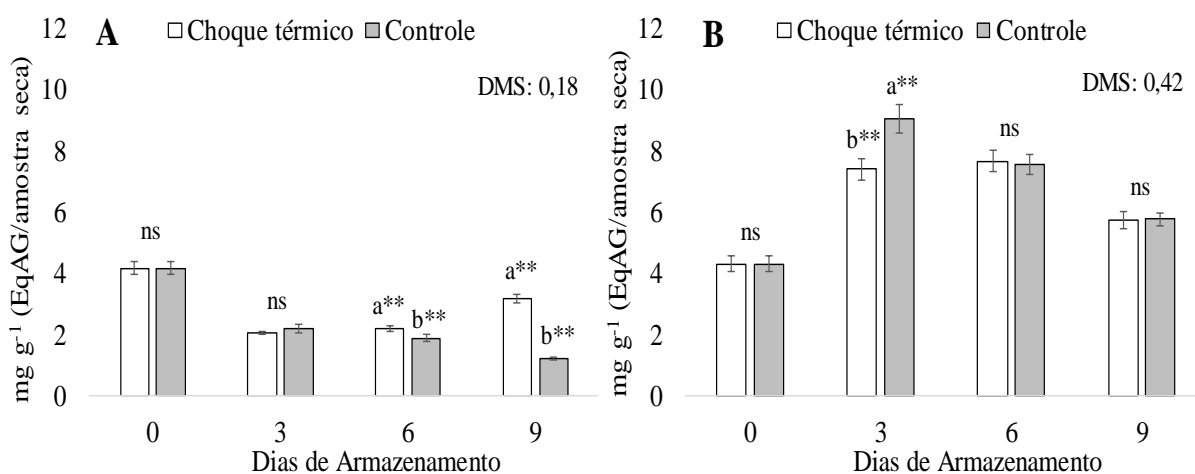 A
Choque térmico Controle
DMS: 0,18
mg g-1 (EqAG/amostra seca)
12
10
8
6
4
2
0
ns
ns
a**
b**
a**
b**
0 3 6 9
Dias de Armazenamento
B
Choque térmico Controle
DMS: 0,42
mg g-1 (EqAG/amostra seca)
12
10
8
6
4
2
0
ns
b**
a**
ns
ns
0 3 6 9
Dias de Armazenamento